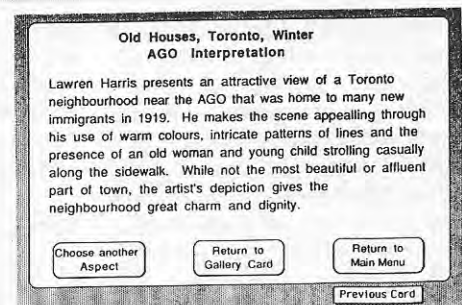 Old Houses, Toronto, Winter
AGO Interpretation
Lawren Harris presents an attractive view of a Toronto
neighbourhood near the AGO that was home to many new
immigrants in 1919. He makes the scene appealling through
his use of warm colours, intricate patterns of lines and the
presence of an old woman and young child strolling casually
along the sidewalk. While not the most beautiful or affluent
part of town, the artist's depiction gives the
neighbourhood great charm and dignity.
Choose another
Aspect
Return to
Gallery Card
Return to
Main Menu
Previous Card